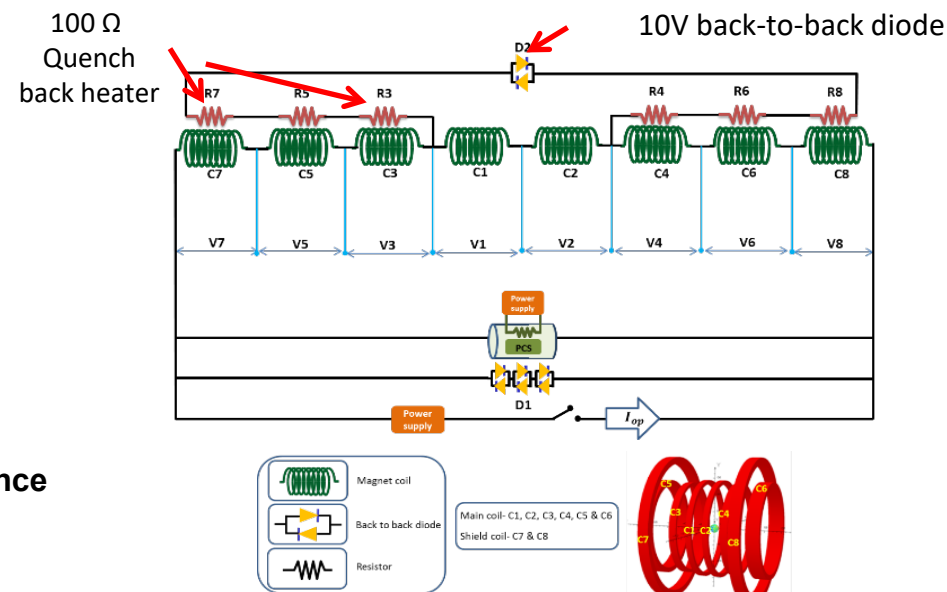 100 Ω
Quench
back heater
10V back-to-back diode
D2
R7 R5 R3 R4 R6 R8
C7 C5 C3 C1 C2 C4 C6 C8
V7 V5 V3 V1 V2 V4 V6 V8
Power
supply
PCS
D1
Power
supply
Iop
nce
Magnet coil
Back to back diode
Resistor
Main coil- C1, C2, C3, C4, C5 & C6
Shield coil- C7 & C8
C5 C6
C3 C4
C1 C2
C7 C8